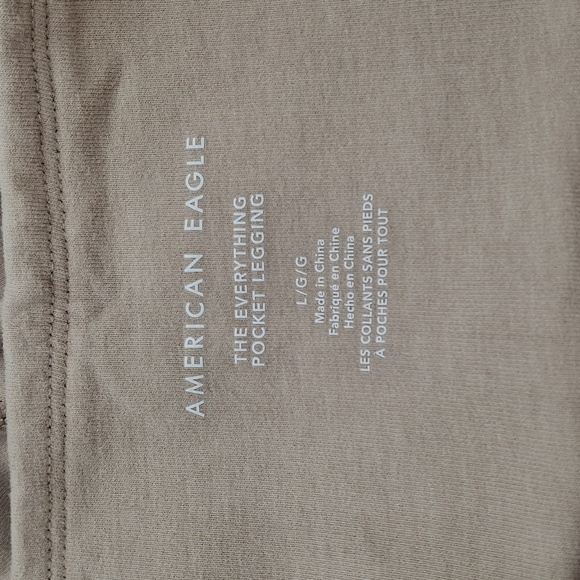 AMERICAN EAGLE
THE EVERYTHING
POCKET LEGGING
L/G/G
Made in China
Fabriqué en Chine
Hecho en China
LES COLLANTS SANS PIEDS
À POCHES POUR TOUT